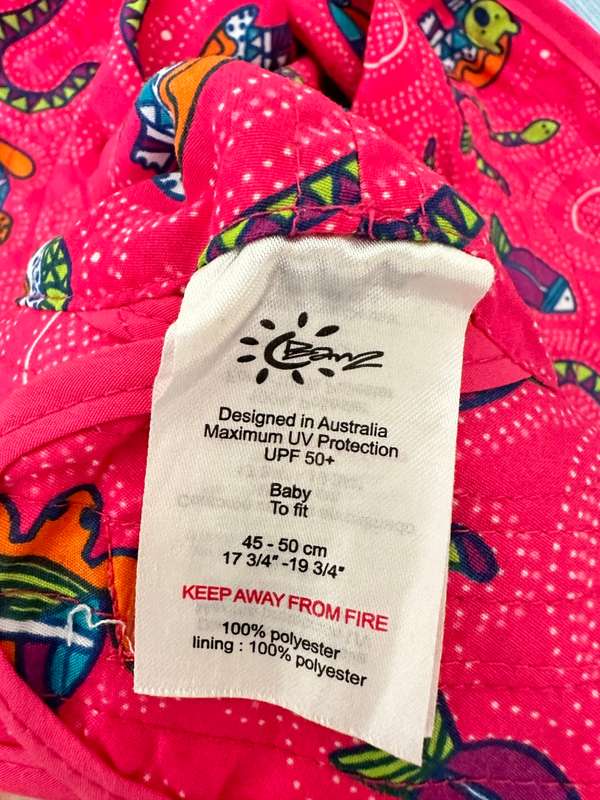 Banz
Designed in Australia
Maximum UV Protection
UPF 50+
Baby
To fit
45 - 50 cm
17 3/4" -19 3/4"
KEEP AWAY FROM FIRE
100% polyester
lining : 100% polyester